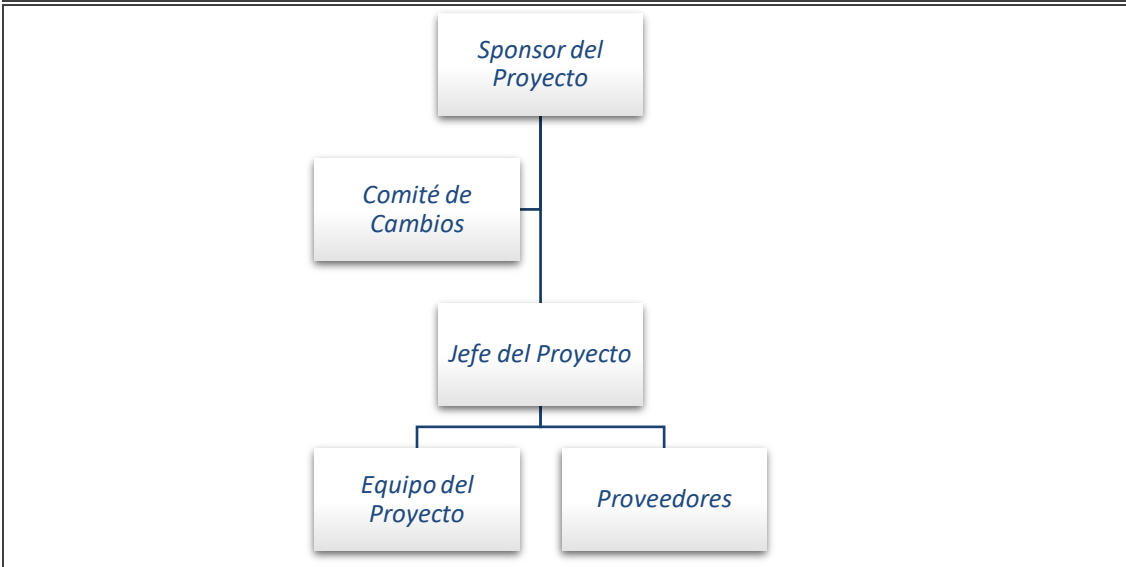 Sponsor del
Proyecto
Comité de
Cambios
Jefe del Proyecto
Equipo del
Proyecto
Proveedores